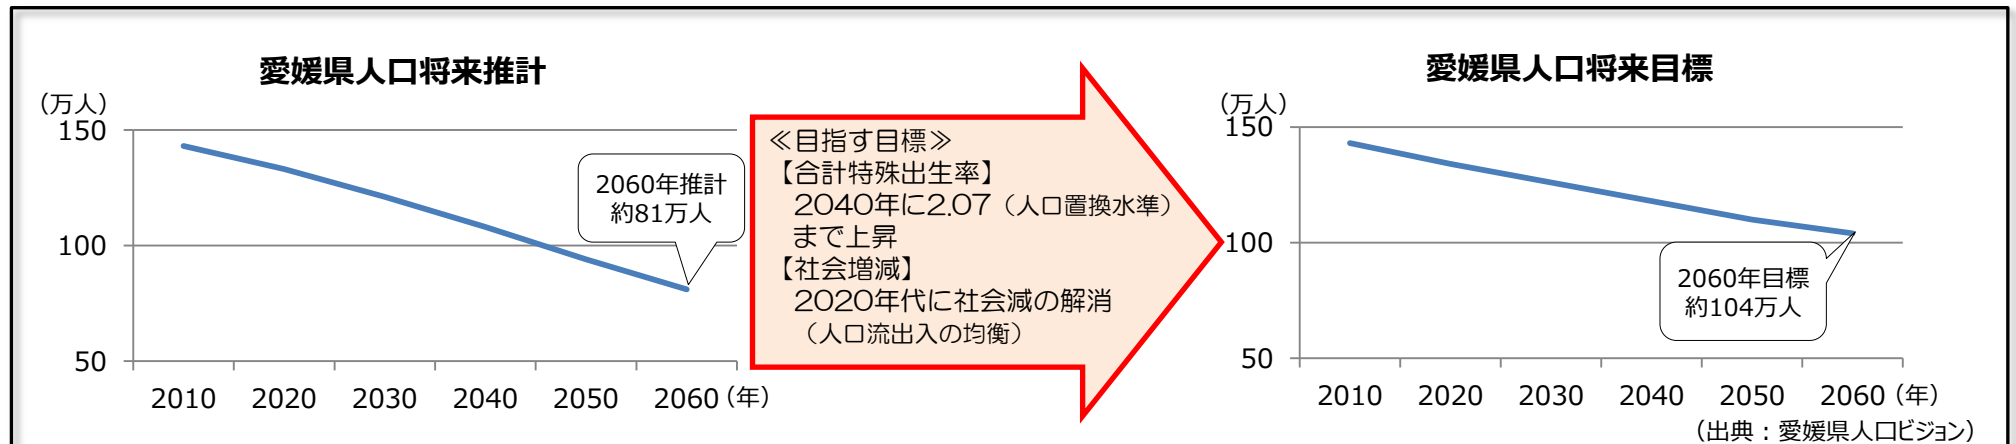 愛媛県人口将来推計
（万人）
150
100
50
2010 2020 2030 2040 2050 2060（年）
2060年推計
約81万人
≪目指す目標≫
【合計特殊出生率】
2040年に2.07（人口置換水準）
まで上昇
【社会増減】
2020年代に社会減の解消
（人口流出入の均衡）
愛媛県人口将来目標
（万人）
150
100
50
2010 2020 2030 2040 2050 2060（年）
2060年目標
約104万人
（出典：愛媛県人口ビジョン）